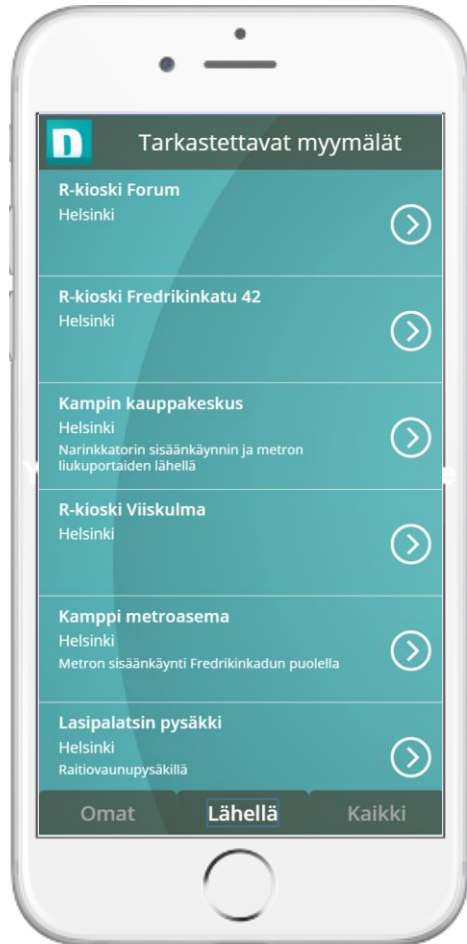 Tarkastettavat myymälät
R-kioski Forum
Helsinki
R-kioski Fredrikinkatu 42
Helsinki
Kampin kauppakeskus
Helsinki
Narinkkatorin sisäänkäynnin ja metron
liukuportaiden lähellä
R-kioski Viiskulma
Helsinki
Kamppi metroasema
Helsinki
Metron sisäänkäynti Fredrikinkadun puolella
Lasipalatsin pysäkki
Helsinki
Raitiovaunupysäkillä
Omat Lähellä Kaikki